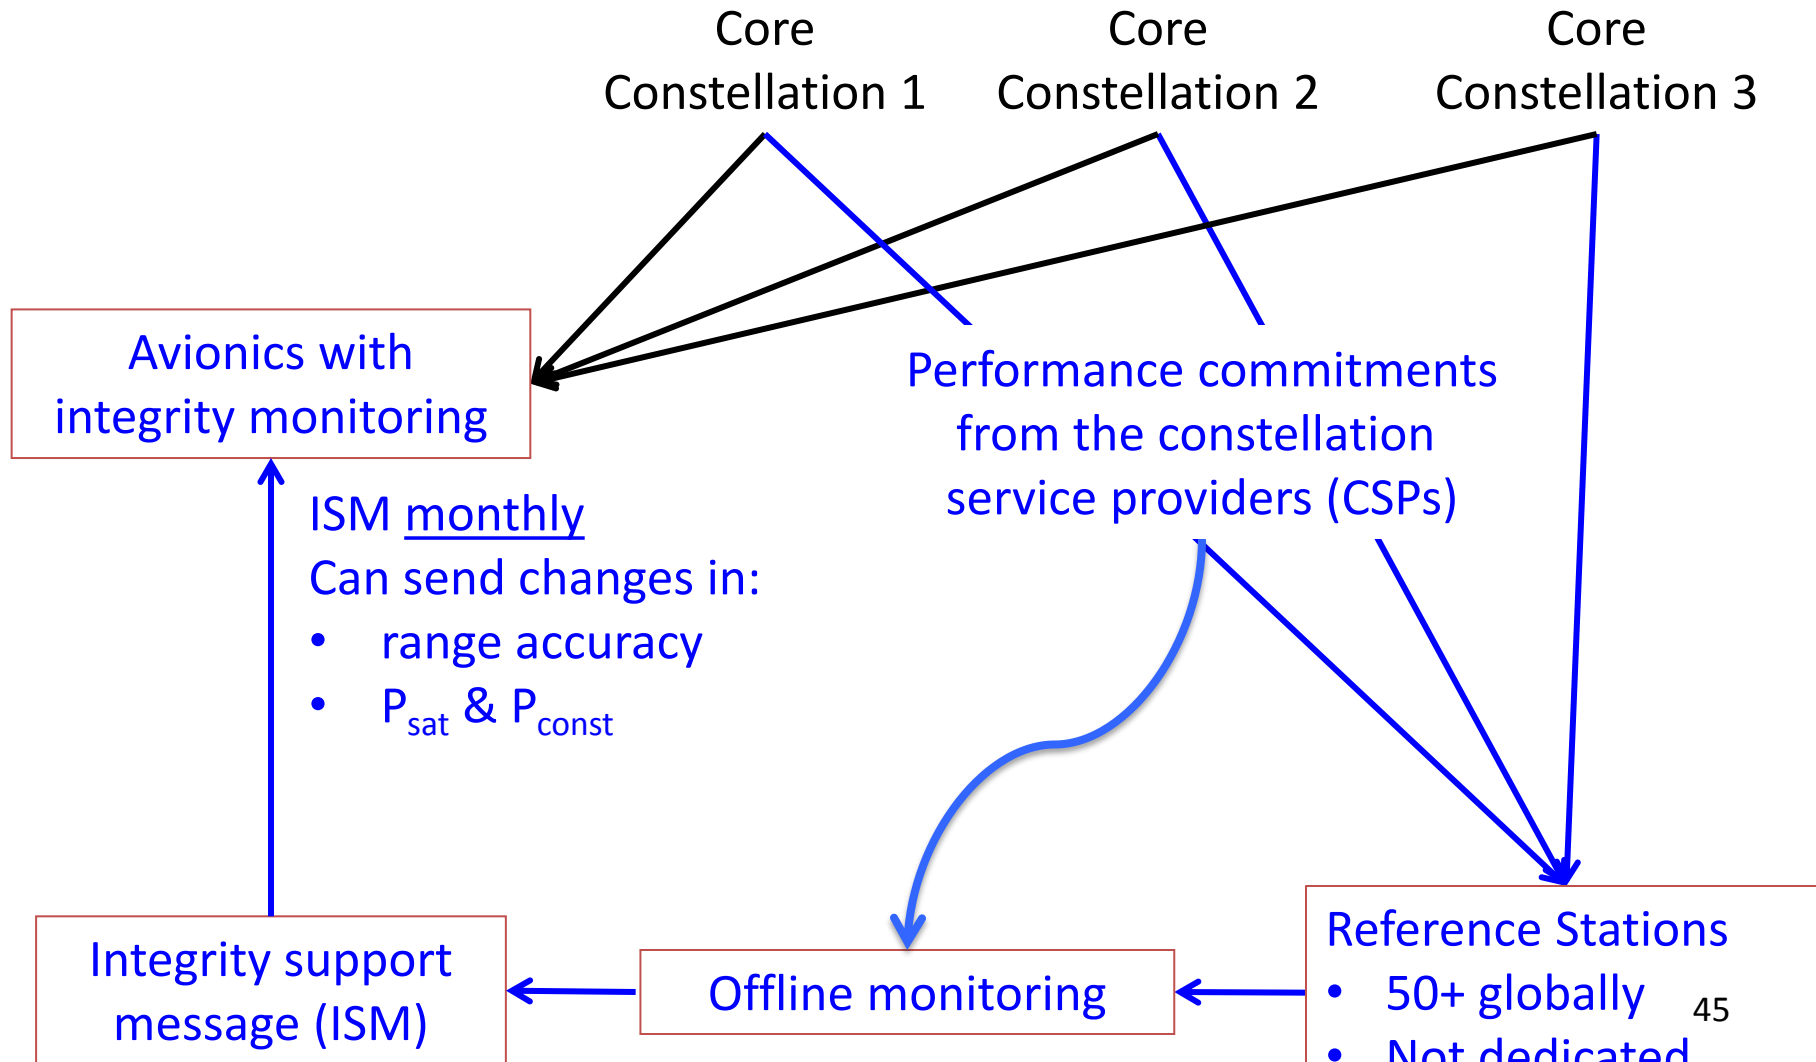 Core
Constellation 1
Core
Constellation 2
Core
Constellation 3
Avionics with
integrity monitoring
Performance commitments
from the constellation
service providers (CSPs)
ISM monthly
Can send changes in:
• range accuracy
• Psat & Pconst
Integrity support
message (ISM)
Offline monitoring
Reference Stations
• 50+ globally
• Not dedicated
45